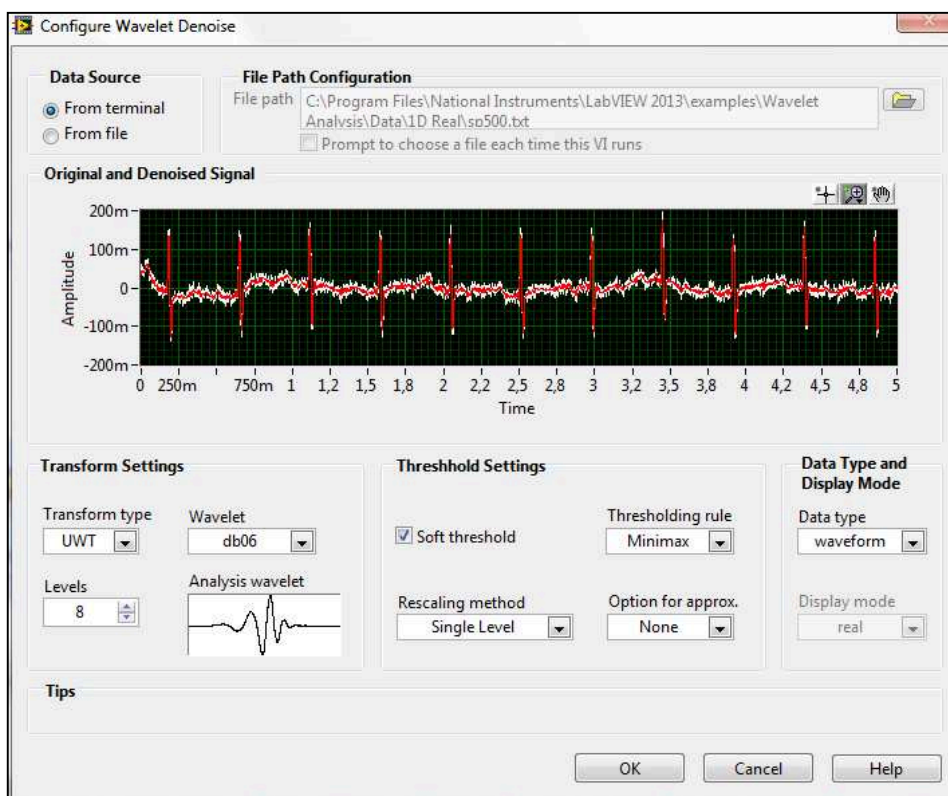 Configure Wavelet Denoise
Data Source
From terminal
From file
File Path Configuration
File path
C:\Program Files\National Instruments\LabVIEW 2013\examples\Wavelet
Analysis\Data\1D Real\sp500.txt
Prompt to choose a file each time this VI runs
Original and Denoised Signal
Amplitude
200m
100m
0
-100m
-200m
0 250m 750m 1 1,2 1,5 1,8 2 2,2 2,5 2,8 3 3,2 3,5 3,8 4 4,2 4,5 4,8 5
Time
Transform Settings
Transform type
UWT
Wavelet
db06
Levels
8
Analysis wavelet
Threshhold Settings
Soft threshold
Thresholding rule
Minimax
Rescaling method
Single Level
Option for approx.
None
Data Type and
Display Mode
Data type
waveform
Display mode
real
Tips
OK Cancel Help